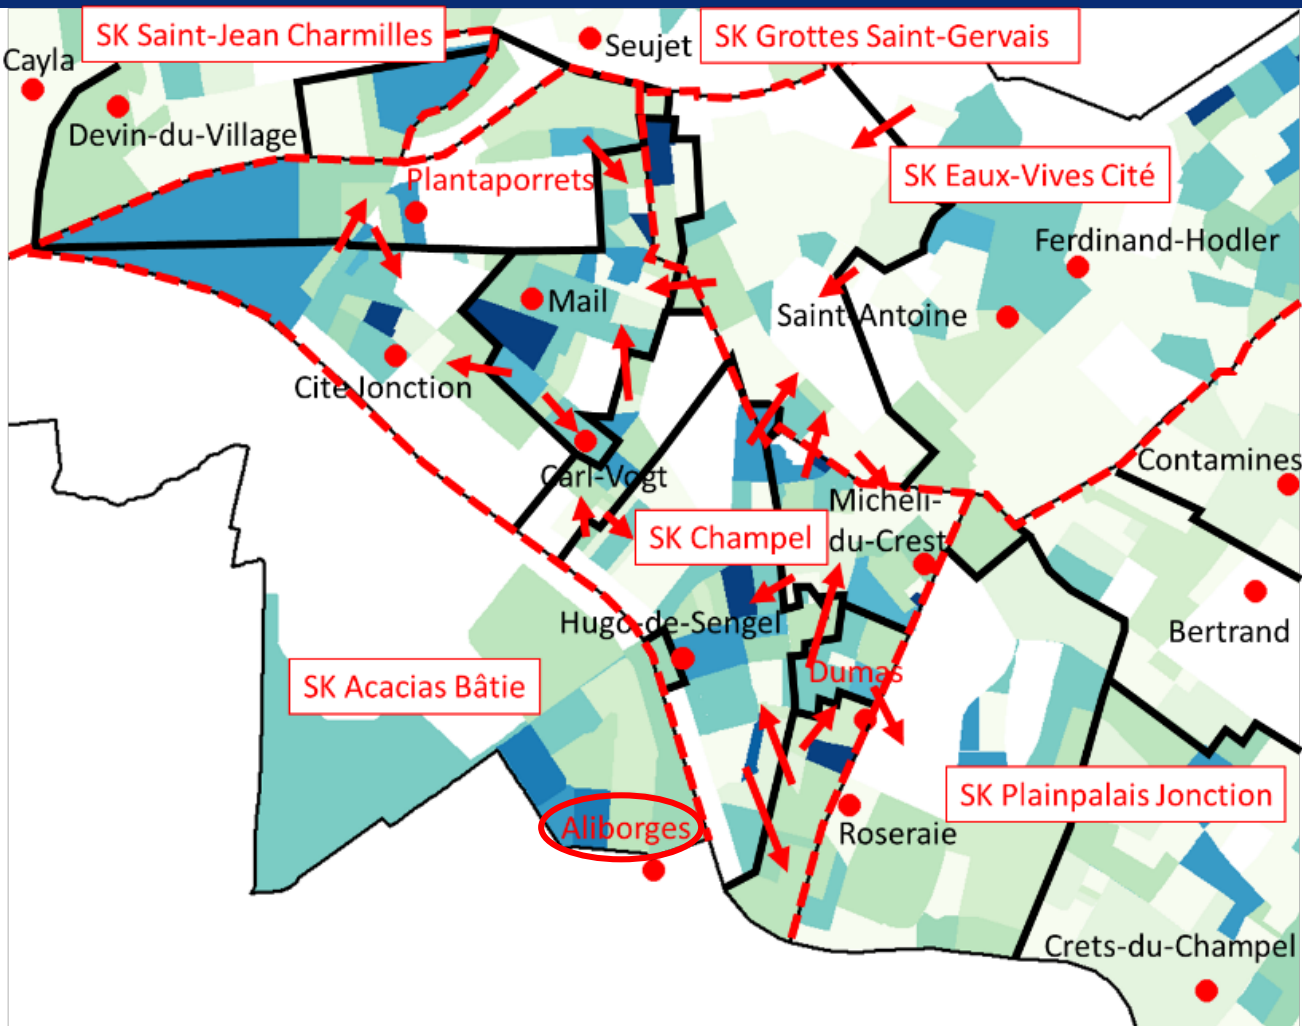 SK Saint-Jean Charmilles
Seujet
SK Grottes Saint-Gervais
Cayla
Devin-du-Village
Plantaporrets
SK Eaux-Vives Cité
Ferdinand-Hodler
Mail
Saint-Antoine
Cité Jonction
Carl-Vogt
Contamines
Micheli-
du-Crest
SK Champel
Hugo-de-Sengel
Bertrand
SK Acacias Bâtie
Dumas
SK Plainpalais Jonction
Aliborges
Roseraie
Crets-du-Champel